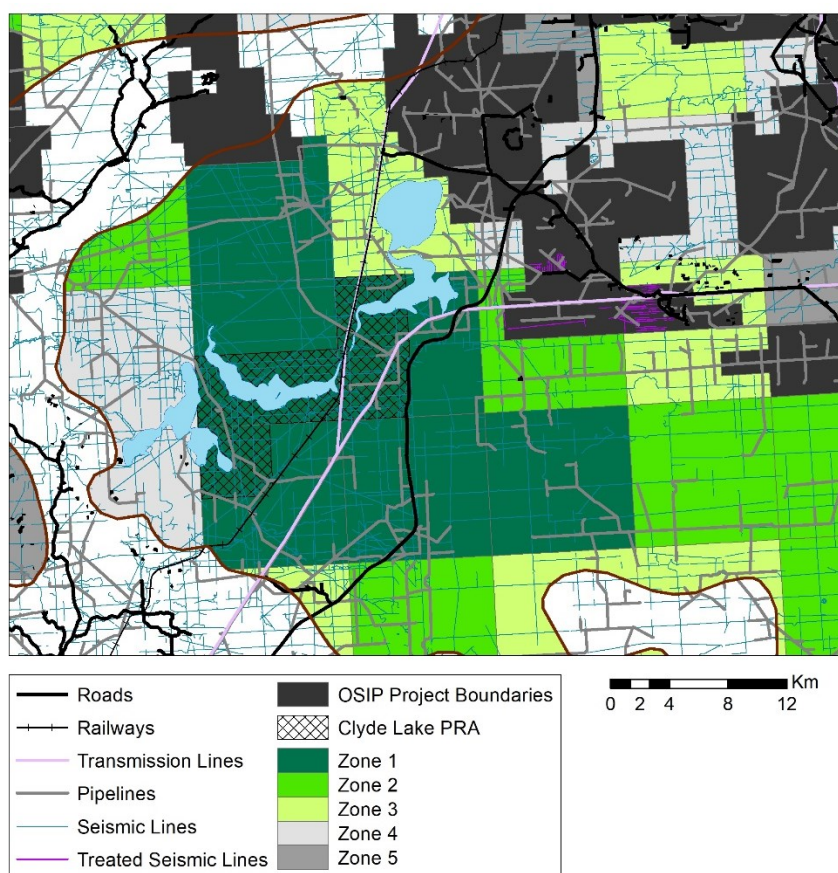 Roads
Railways
Transmission Lines
Pipelines
Seismic Lines
Treated Seismic Lines
OSIP Project Boundaries
Clyde Lake PRA
Zone 1
Zone 2
Zone 3
Zone 4
Zone 5
Km
0 2 4 8 12